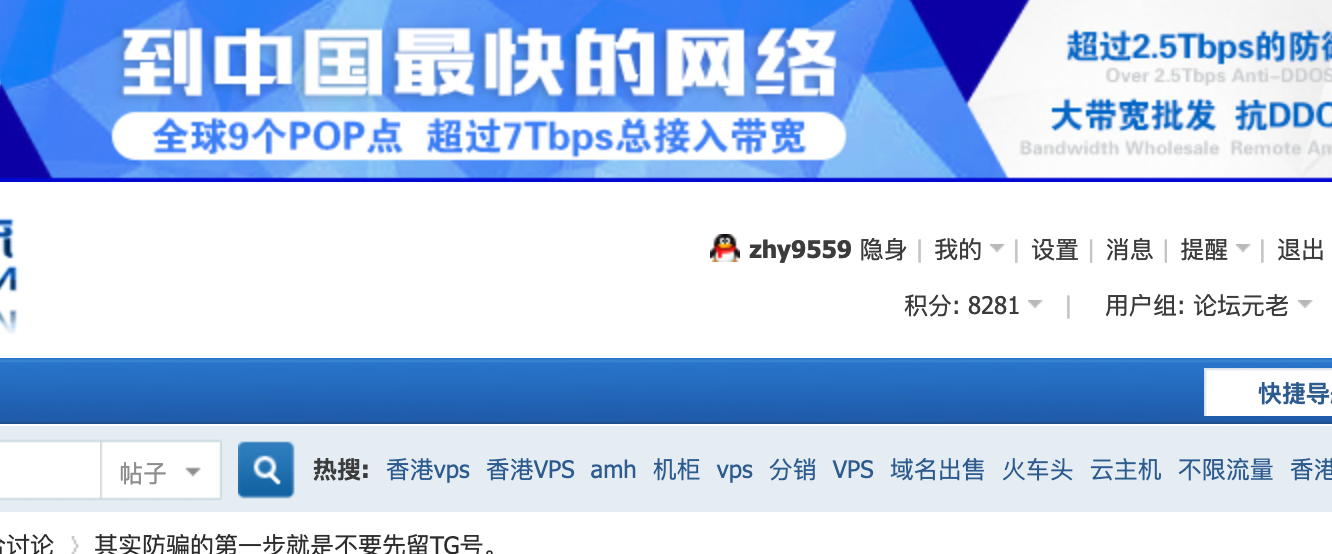 到中国最快的网络
全球9个POP点 超过7Tbps总接入带宽
超过2.5Tbps的防御
Over 2.5Tbps Anti-DDOS
大带宽批发 抗DDO
Bandwidth Wholesale Remote
zhy9559 隐身 | 我的 | 设置 | 消息 | 提醒 | 退出
积分: 8281 | 用户组: 论坛元老
快捷导
帖子
热搜: 香港vps 香港VPS amh 机柜 vps 分销 VPS 域名出售 火车头 云主机 不限流量 香港
讨论 › 其实防骗的第一步就是不要先留TG号。